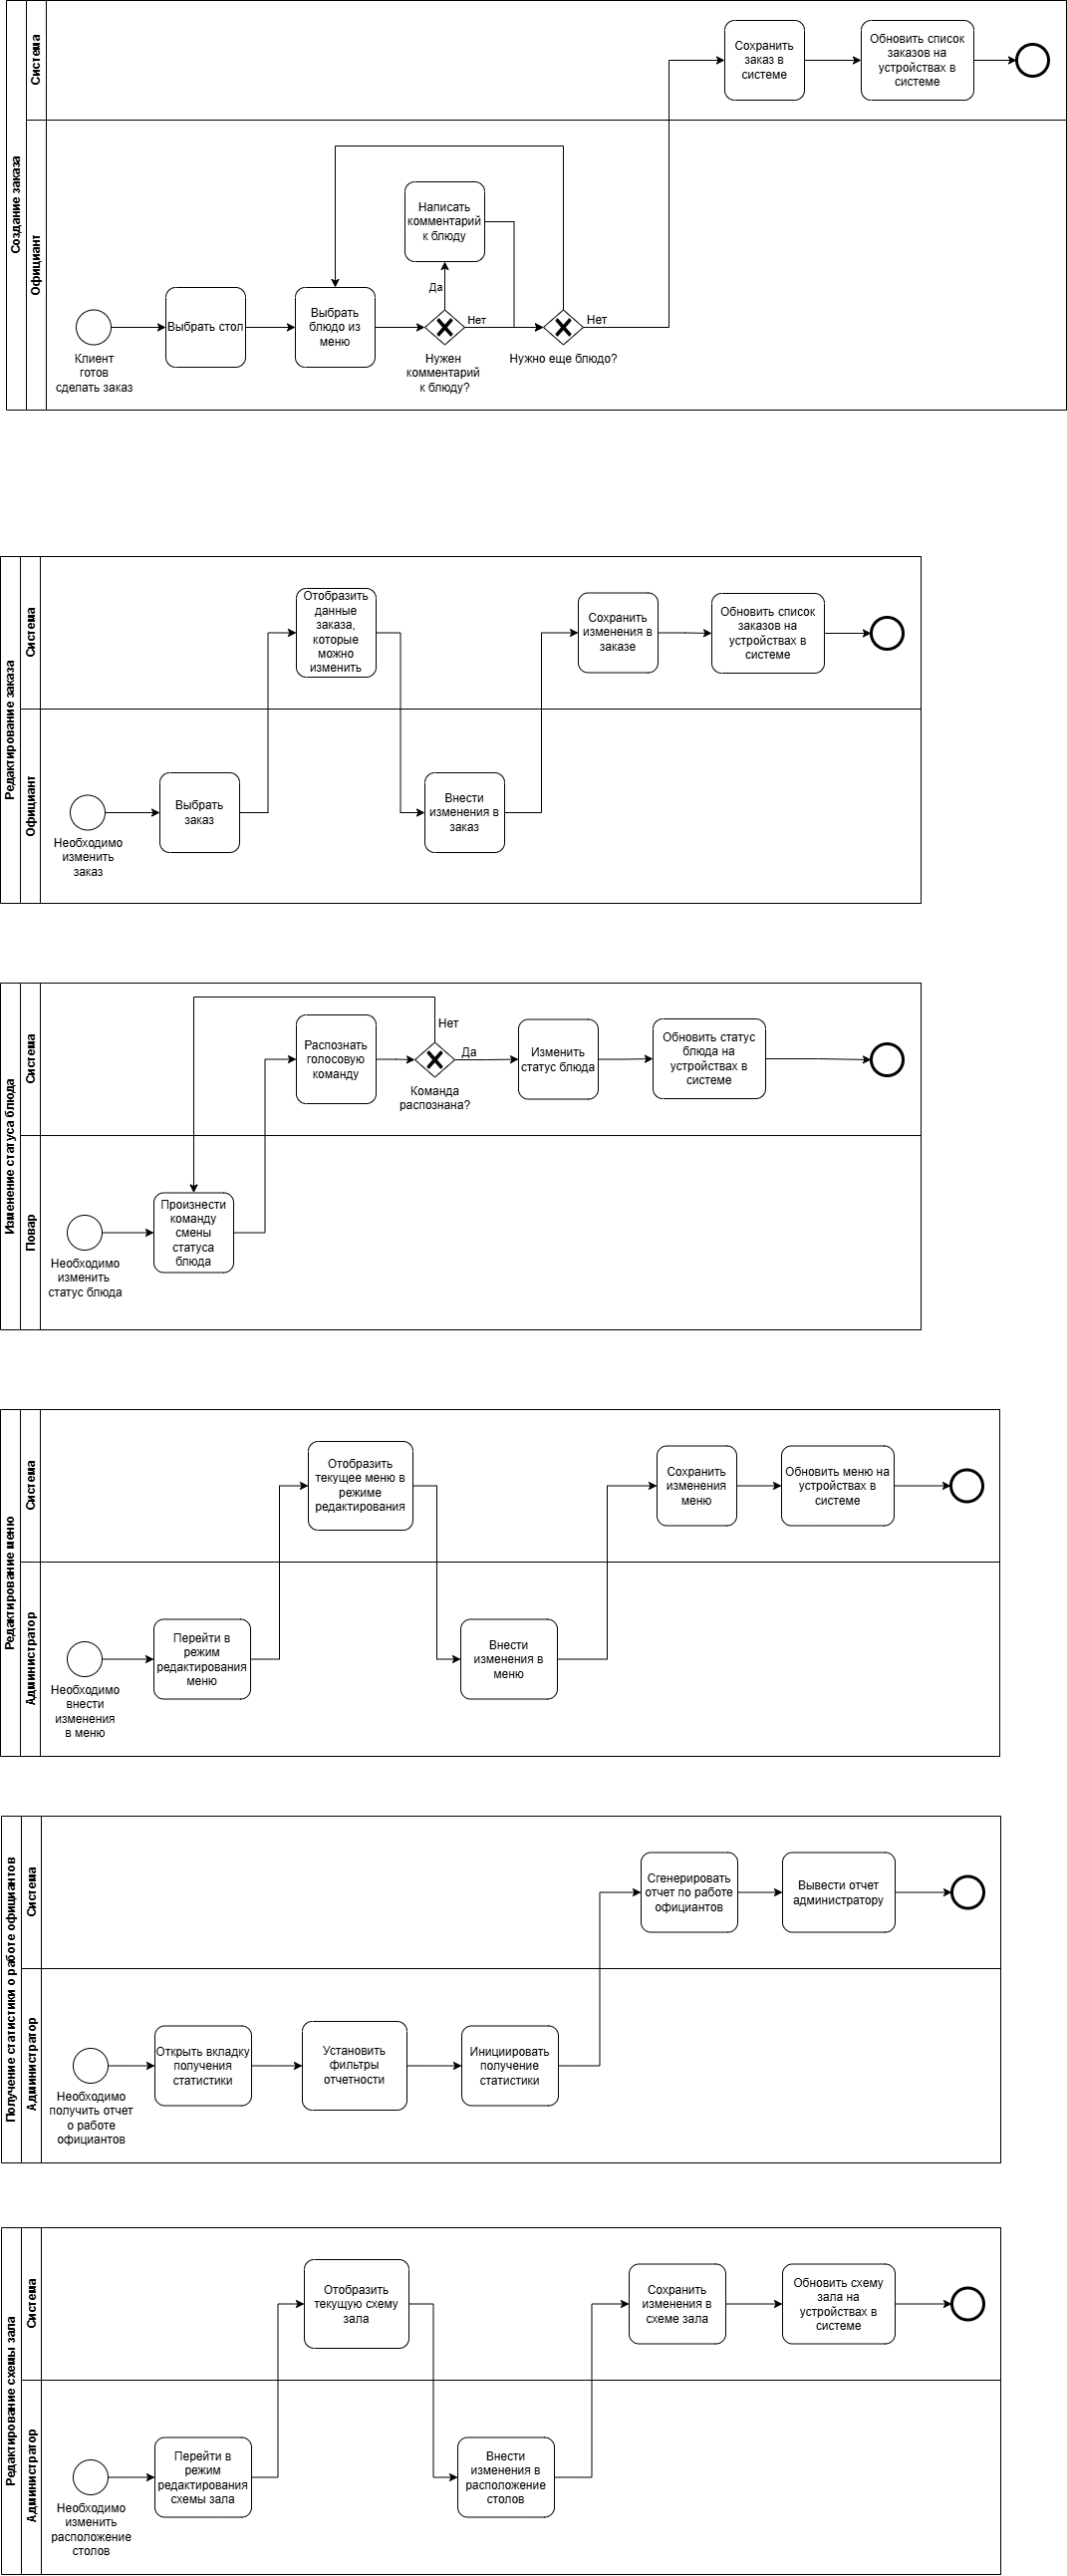 Создание заказа
Система
Сохранить
заказ в
системе
Обновить список
заказов на
устройствах в
системе
Официант
Клиент
готов
сделать заказ
Выбрать стол
Выбрать
блюдо из
меню
Написать
комментарий
к блюду
Да
Нет
Нужен
комментарий
к блюду?
Нет
Нужно еще блюдо?
Редактирование заказа
Система
Отобразить
данные
заказа,
которые
можно
изменить
Сохранить
изменения в
заказе
Обновить список
заказов на
устройствах в
системе
Официант
Необходимо
изменить
заказ
Выбрать
заказ
Внести
изменения в
заказ
Изменение статуса блюда
Система
Распознать
голосовую
команду
Нет
Да
Команда
распознана?
Изменить
статус блюда
Обновить статус
блюда на
устройствах в
системе
Повар
Необходимо
изменить
статус блюда
Произнести
команду
смены
статуса
блюда
Редактирование меню
Система
Отобразить
текущее меню в
режиме
редактирования
Сохранить
изменения
меню
Обновить меню на
устройствах в
системе
Администратор
Необходимо
внести
изменения
в меню
Перейти в
режим
редактирования
меню
Внести
изменения в
меню
Получение статистики о работе официантов
Система
Сгенерировать
отчет по работе
официантов
Вывести отчет
администратору
Администратор
Необходимо
получить отчет
о работе
официантов
Открыть вкладку
получения
статистики
Установить
фильтры
отчетности
Инициировать
получение
статистики
Редактирование схемы зала
Система
Отобразить
текущую схему
зала
Сохранить
изменения в
схеме зала
Обновить схему
зала на
устройствах в
системе
Администратор
Необходимо
изменить
расположение
столов
Перейти в
режим
редактирования
схемы зала
Внести
изменения в
расположение
столов